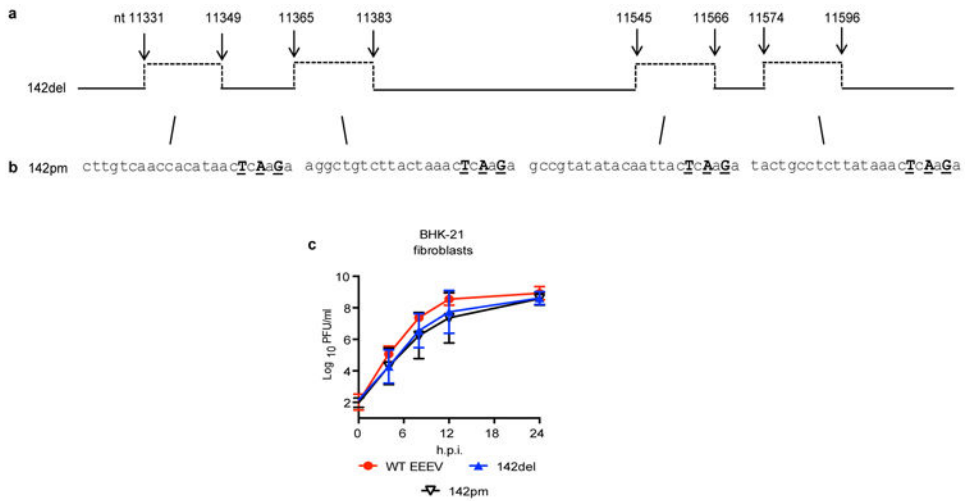 a
nt 11331 11349 11365 11383 11545 11566 11574 11596
142del
b 142pm cttgtcaaccacataacTcAaGa aggctgtcttactaaacTcAaGa gccgtatatacaattacTcAaGa tactgcctcttataaacTcAaGa
c
BHK-21
fibroblasts
10
8
6
4
2
Log 10 PFU/ml
0 6 12 24
h.p.i.
WT EEEV 142del
142pm